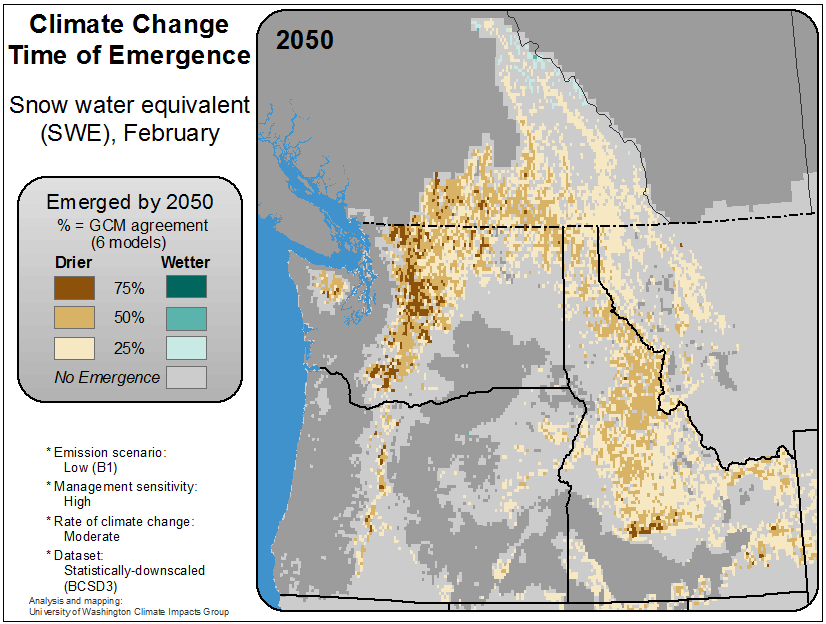 Climate Change
Time of Emergence
Snow water equivalent
(SWE), February
Emerged by 2050
% = GCM agreement
(6 models)
Drier Wetter
75%
50%
25%
No Emergence
* Emission scenario:
Low (B1)
* Management sensitivity:
High
* Rate of climate change:
Moderate
* Dataset:
Statistically-downscaled
(BCSD3)
Analysis and mapping:
University of Washington Climate Impacts Group
2050